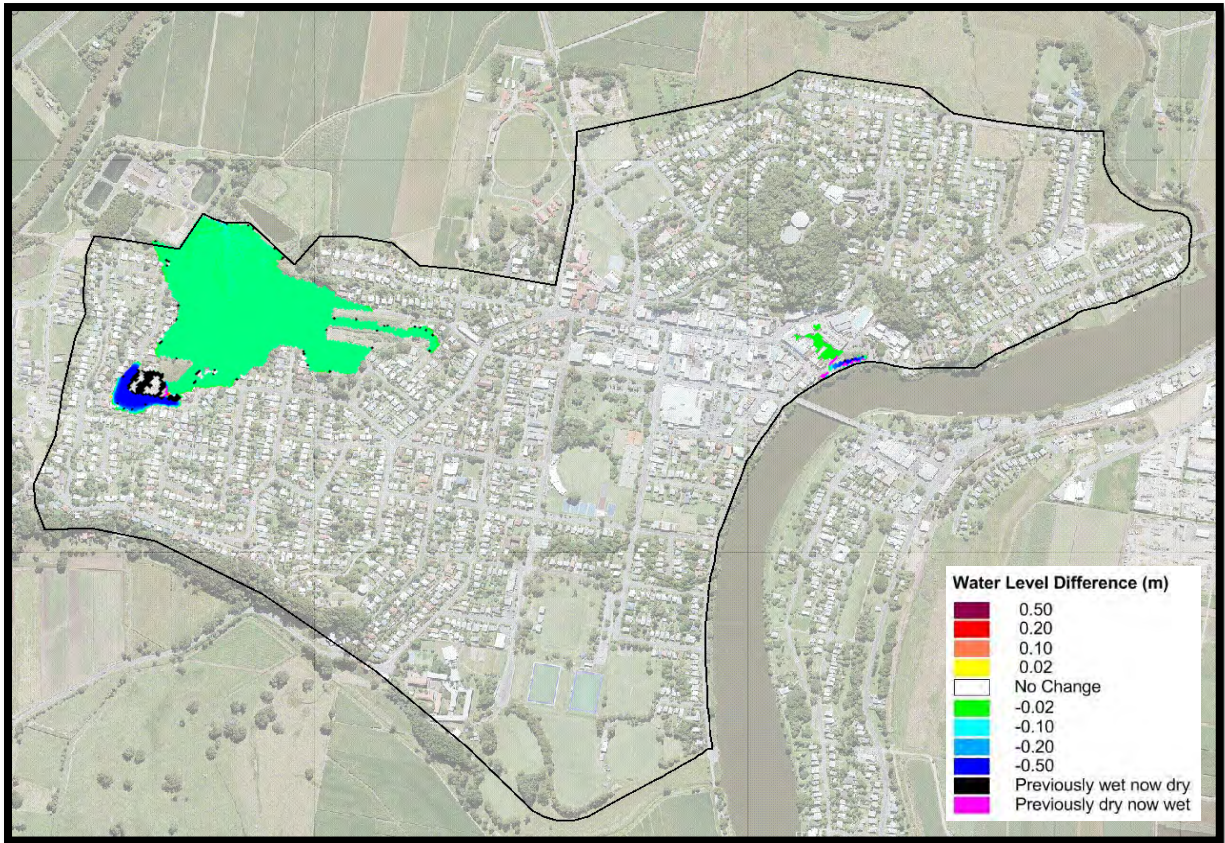 Water Level Difference (m)
0.50
0.20
0.10
0.02
No Change
-0.02
-0.10
-0.20
-0.50
Previously wet now dry
Previously dry now wet